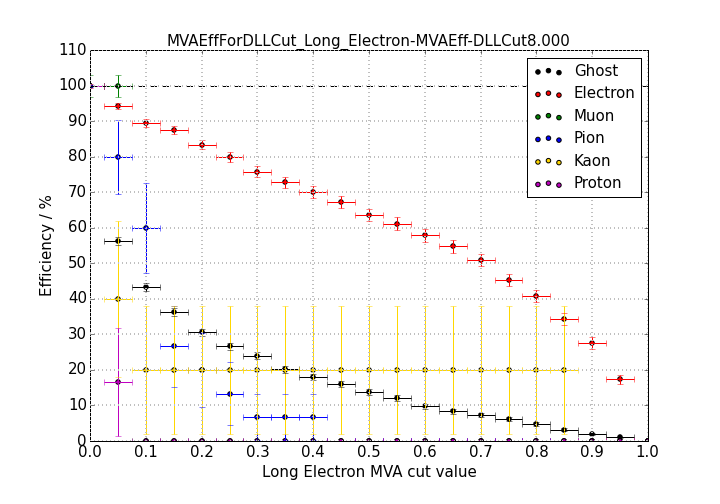 MVAEffForDLLCut_Long_Electron-MVAEff-DLLCut8.000
110
100
90
80
70
60
50
40
30
20
10
0
Efficiency / %
Ghost
Electron
Muon
Pion
Kaon
Proton
0.0 0.1 0.2 0.3 0.4 0.5 0.6 0.7 0.8 0.9 1.0
Long Electron MVA cut value